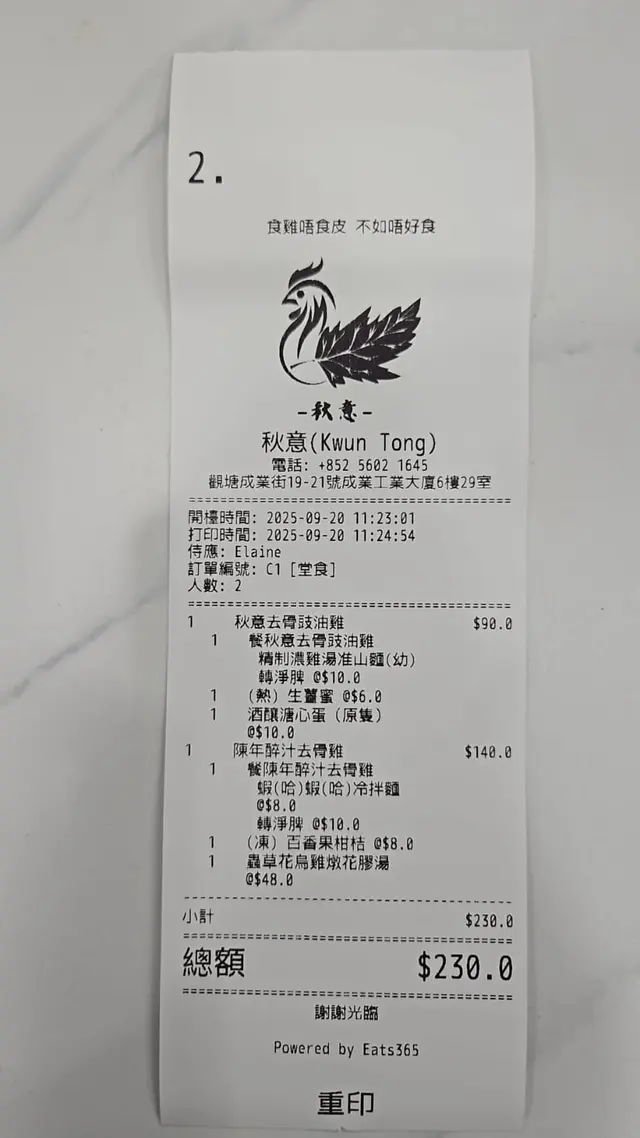 2.
食雞唔食皮 不如唔好食
-秋意-
秋意(Kwun Tong)
電話: +852 5602 1645
觀塘成業街19-21號成業工業大廈6樓29室
開檯時間: 2025-09-20 11:23:01
打印時間: 2025-09-20 11:24:54
侍應: Elaine
訂單編號: C1 [堂食]
人數: 2
1 秋意去骨豉油雞 $90.0
1 餐秋意去骨豉油雞
精制濃雞湯准山麵(幼)
轉淨脾 @$10.0
1 (熱) 生薑蜜 @$6.0
1 酒釀溏心蛋 (原隻)
@$10.0
1 陳年醉汁去骨雞 $140.0
1 餐陳年醉汁去骨雞
蝦(哈)蝦(哈)冷拌麵
@$8.0
轉淨脾 @$10.0
1 (凍) 百香果柑桔 @$8.0
1 蟲草花烏雞燉花膠湯
@$48.0
小計 $230.0
總額 $230.0
謝謝光臨
Powered by Eats365
重印